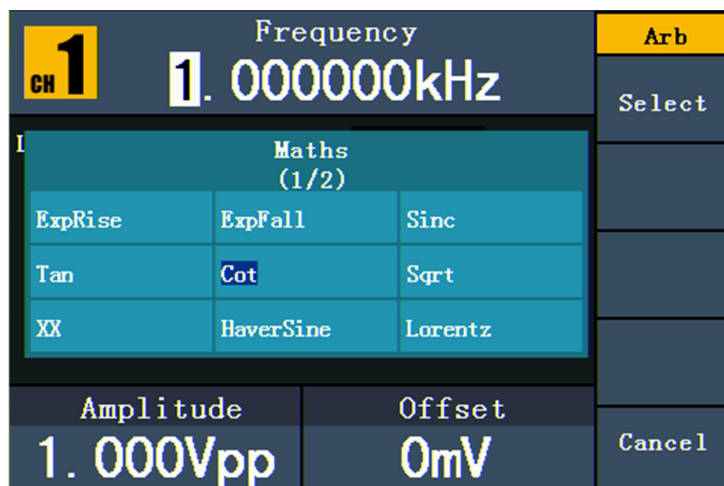 CH 1
Frequency
1.000000kHz
Arb
Select
Maths
(1/2)
ExpRise ExpFall Sinc
Tan Cot Sqrt
XX HaverSine Lorentz
Amplitude Offset
1.000Vpp 0mV
Cancel